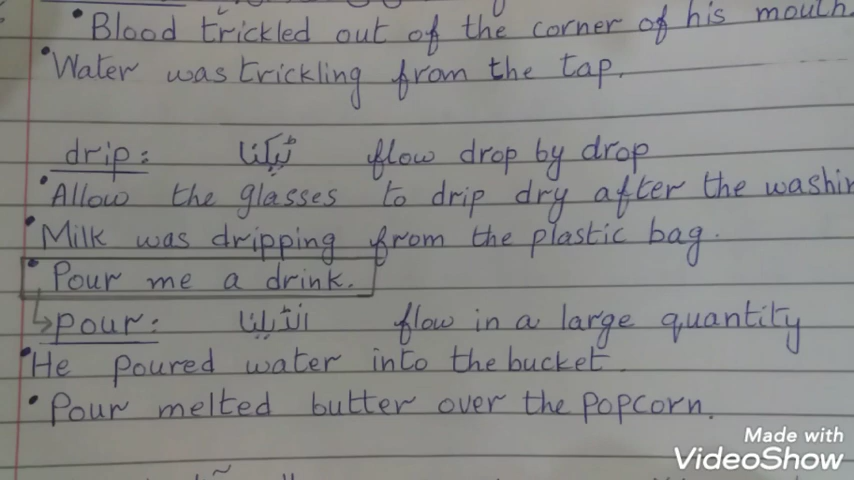 • Blood trickled out of the corner of his mouth.
• Water was trickling from the tap.
drip: ٹپکنا flow drop by drop
• Allow the glasses to drip dry after the washin
• Milk was dripping from the plastic bag.
• Pour me a drink.
↳ pour: انڈیلنا flow in a large quantity
• He poured water into the bucket.
• Pour melted butter over the popcorn.
Made with
VideoShow